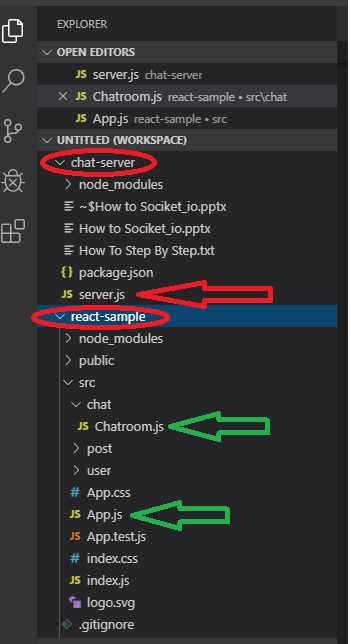 EXPLORER
OPEN EDITORS
JS server.js chat-server
Chatroom.js react-sample • src\chat
JS App.js react-sample • src
UNTITLED (WORKSPACE)
chat-server
node_modules
~$How to Sociket_io.pptx
How to Sociket_io.pptx
How To Step By Step.txt
{} package.json
JS server.js
react-sample
node_modules
public
src
chat
JS Chatroom.js
post
user
# App.css
JS App.js
JS App.test.js
# index.css
JS index.js
logo.svg
.gitignore